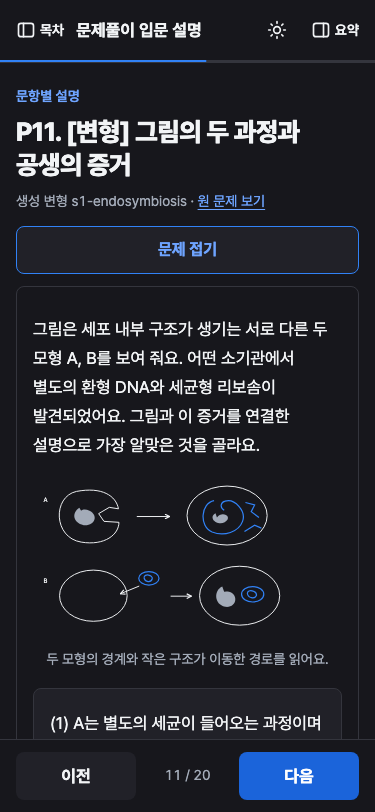 목차 문제풀이 입문 설명 요약
문항별 설명
P11. [변형] 그림의 두 과정과
공생의 증거
생성 변형 s1-endosymbiosis · 원 문제 보기
문제 접기
그림은 세포 내부 구조가 생기는 서로 다른 두
모형 A, B를 보여 줘요. 어떤 소기관에서
별도의 환형 DNA와 세균형 리보솜이
발견되었어요. 그림과 이 증거를 연결한
설명으로 가장 알맞은 것을 골라요.
A
B
두 모형의 경계와 작은 구조가 이동한 경로를 읽어요.
(1) A는 별도의 세균이 들어오는 과정이며
이전 11 / 20 다음